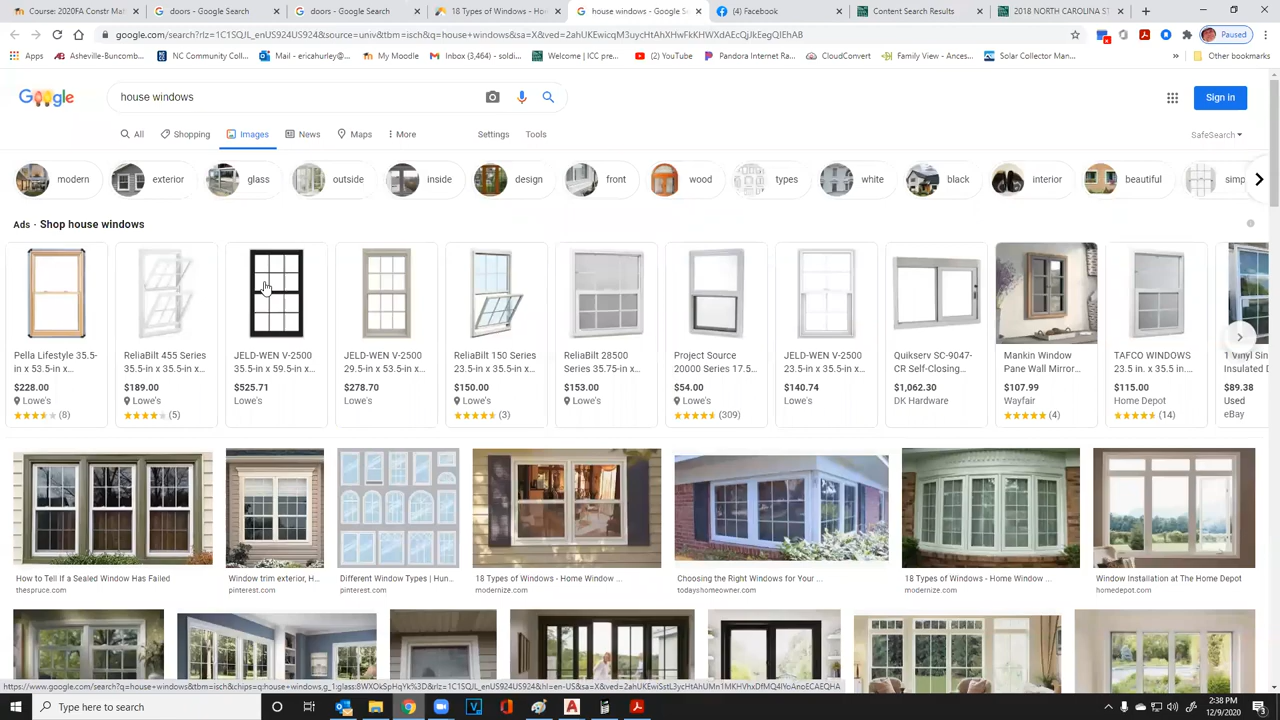 Course: 2020FA Constr Ma
doors - Google Search
doors - Google Search
18 Types of Windows - Ho
house windows - Google S
(4) Facebook
Content Search Results
2018 NORTH CAROLINA ST
google.com/search?rlz=1C1SQJL_enUS924US924&source=univ&tbm=isch&q=house+windows&sa=X&ved=2ahUKEwicqM3uycHtAhXHwFkKHWXdAEcQjJkEegQIEhAB
Paused
Apps
Asheville-Buncomb...
NC Community Col...
Mail - ericahurley@...
My Moodle
Inbox (3,464) - soldi...
Welcome | ICC pre...
(2) YouTube
Pandora Internet Ra...
CloudConvert
Family View - Ances...
Solar Collector Man...
»
Other bookmarks
Google
house windows
Sign in
All
Shopping
Images
News
Maps
More
Settings
Tools
SafeSearch
modern
exterior
glass
outside
inside
design
front
wood
types
white
black
interior
beautiful
simp
Ads · Shop house windows
Pella Lifestyle 35.5-
in x 53.5-in x...
$228.00
Lowe's
(8)
ReliaBilt 455 Series
35.5-in x 35.5-in x...
$189.00
Lowe's
(5)
JELD-WEN V-2500
35.5-in x 59.5-in x...
$525.71
Lowe's
JELD-WEN V-2500
29.5-in x 53.5-in x...
$278.70
Lowe's
ReliaBilt 150 Series
23.5-in x 35.5-in x...
$150.00
Lowe's
(3)
ReliaBilt 28500
Series 35.75-in x...
$153.00
Lowe's
Project Source
20000 Series 17.5...
$54.00
Lowe's
(309)
JELD-WEN V-2500
23.5-in x 35.5-in x...
$140.74
Lowe's
Quikserv SC-9047-
CR Self-Closing...
$1,062.30
DK Hardware
Mankin Window
Pane Wall Mirror...
$107.99
Wayfair
(4)
TAFCO WINDOWS
23.5 in. x 35.5 in....
$115.00
Home Depot
(14)
1 Vinyl Sin
Insulated D
$89.38
Used
eBay
How to Tell If a Sealed Window Has Failed
thespruce.com
Window trim exterior, H...
pinterest.com
Different Window Types | Hun...
pinterest.com
18 Types of Windows - Home Window ...
modernize.com
Choosing the Right Windows for Your ...
todayshomeowner.com
18 Types of Windows - Home Window ...
modernize.com
Window Installation at The Home Depot
homedepot.com
Type here to search
2:38 PM
12/9/2020